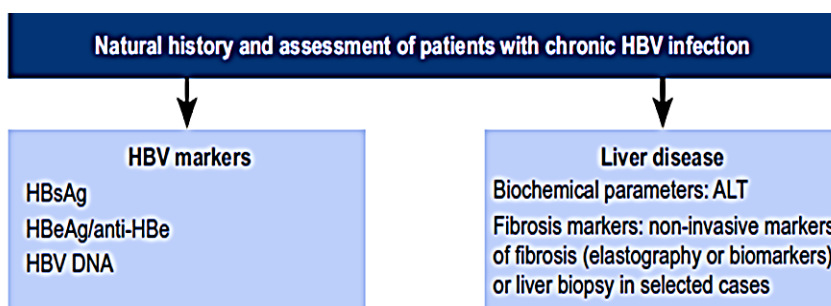 Natural history and assessment of patients with chronic HBV infection
HBV markers
HBsAg
HBeAg/anti-HBe
HBV DNA
Liver disease
Biochemical parameters: ALT
Fibrosis markers: non-invasive markers
of fibrosis (elastography or biomarkers)
or liver biopsy in selected cases